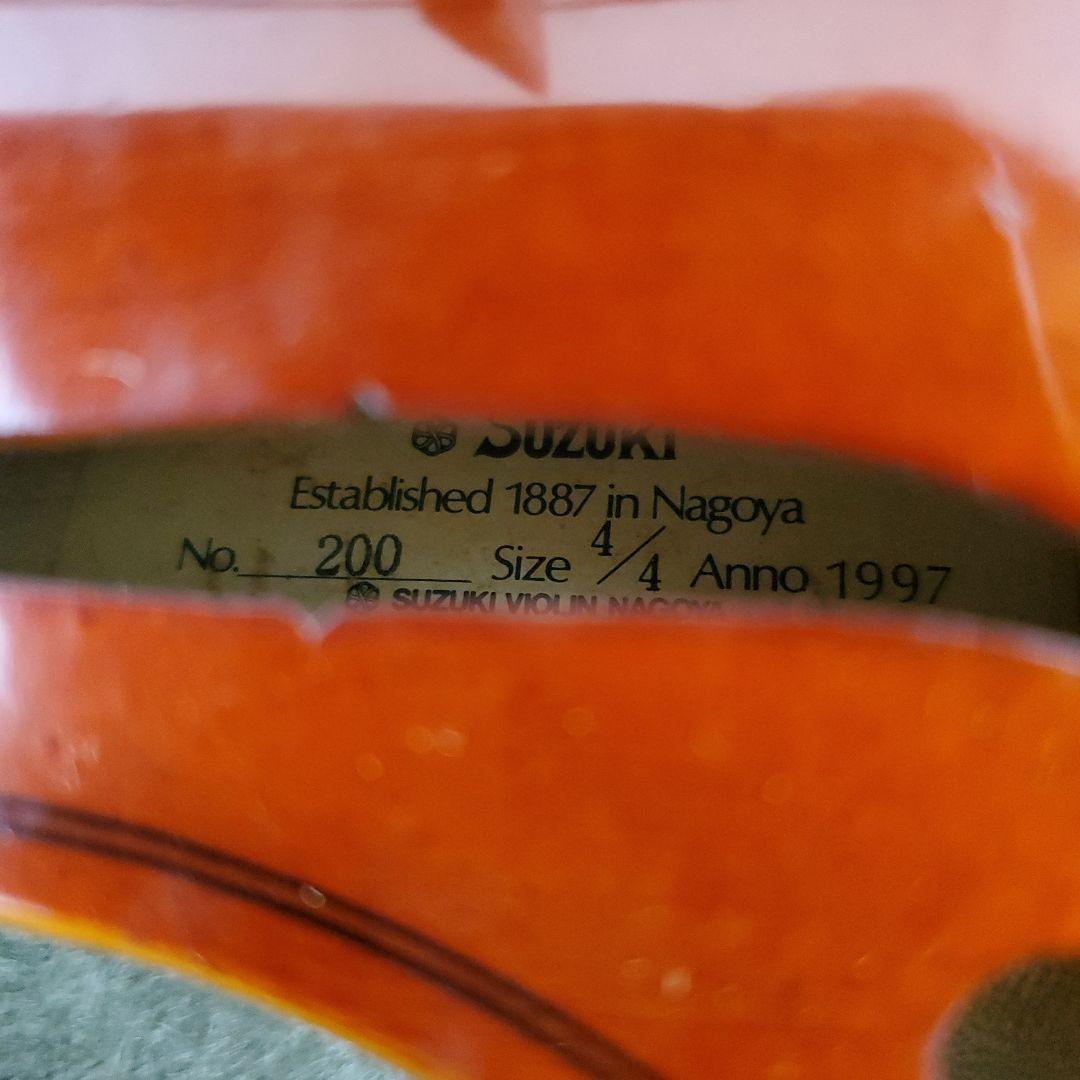 SUZUKI
Established 1887 in Nagoya
No. 200 Size 4/4 Anno 1997
SUZUKI VIOLIN NAGOYA